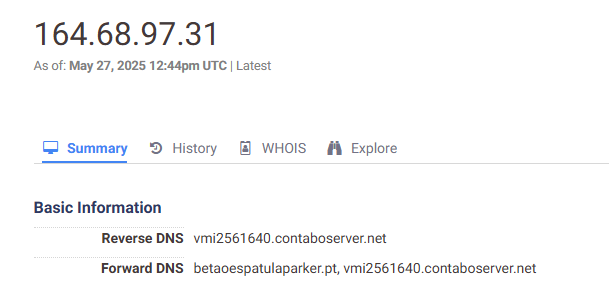 164.68.97.31
As of: May 27, 2025 12:44pm UTC | Latest
Summary History WHOIS Explore
Basic Information
Reverse DNS vmi2561640.contaboserver.net
Forward DNS betaoespatulaparker.pt, vmi2561640.contaboserver.net